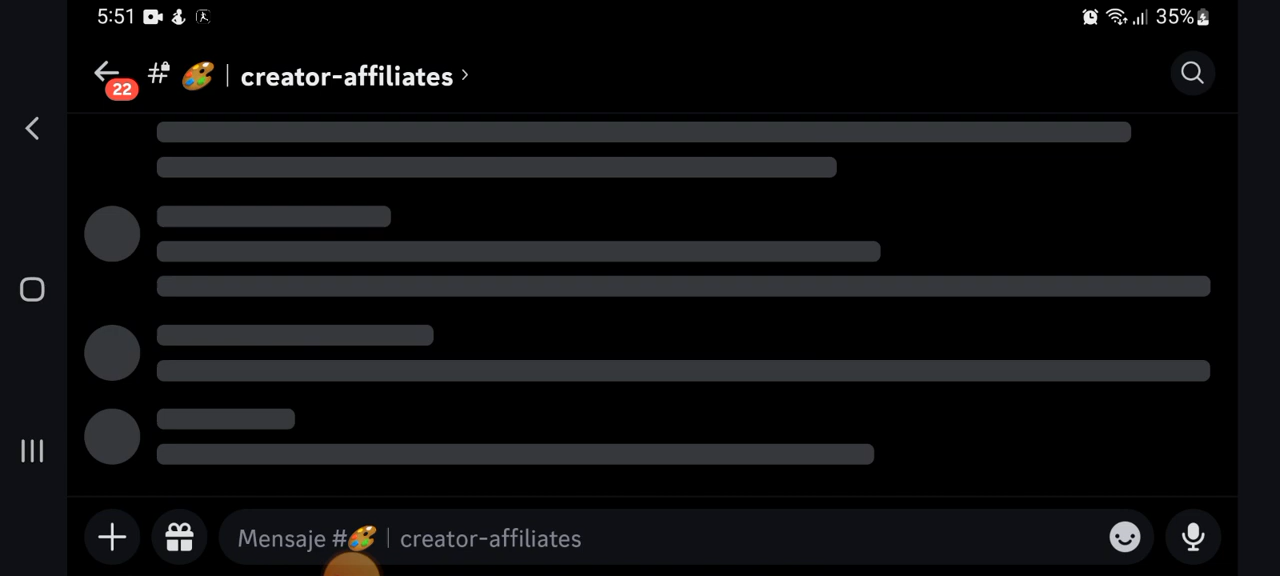 5:51
35%
22
# 🎨 | creator-affiliates
Mensaje #🎨 | creator-affiliates